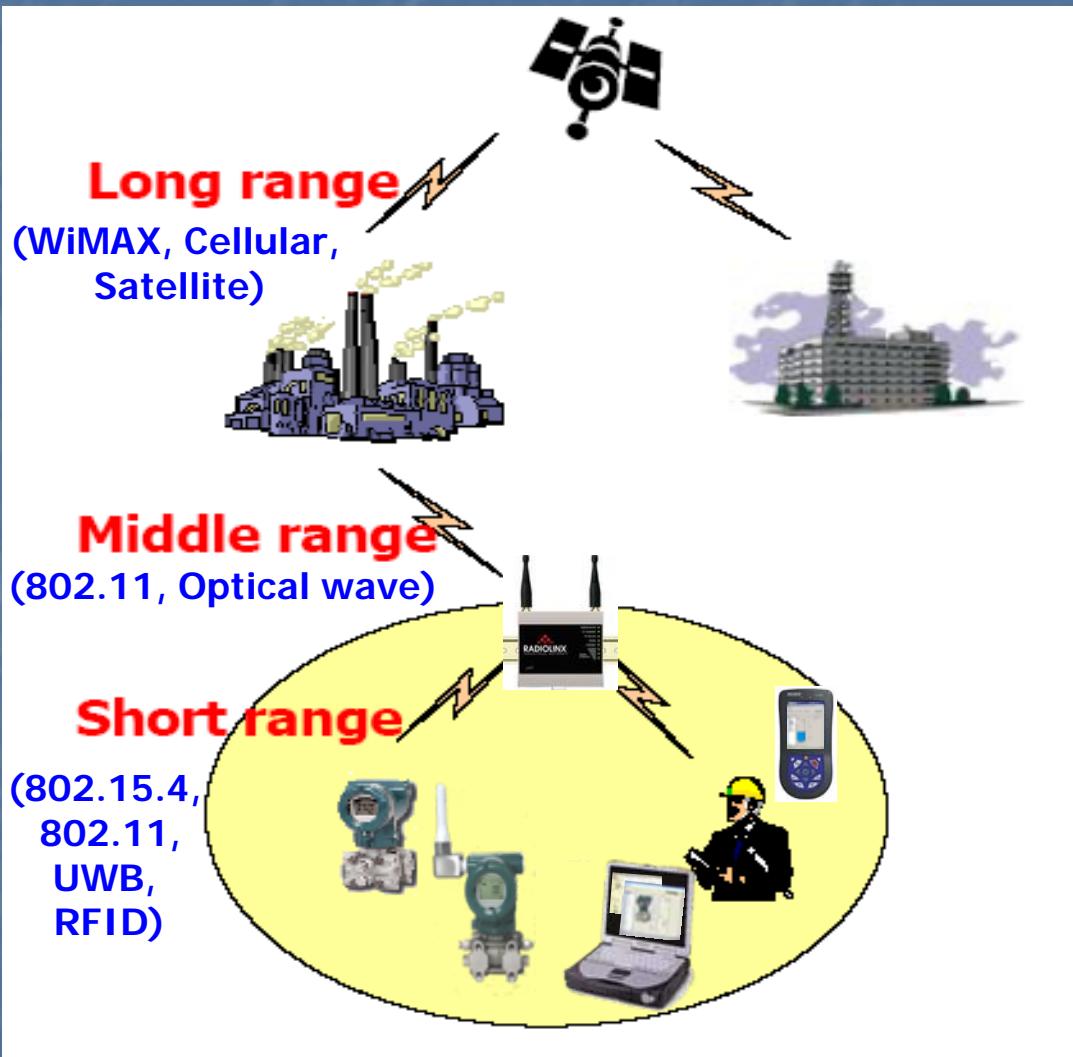 Long range
(WiMAX, Cellular,
Satellite)
Middle range
(802.11, Optical wave)
RADIOLINX
Short range
(802.15.4,
802.11,
UWB,
RFID)